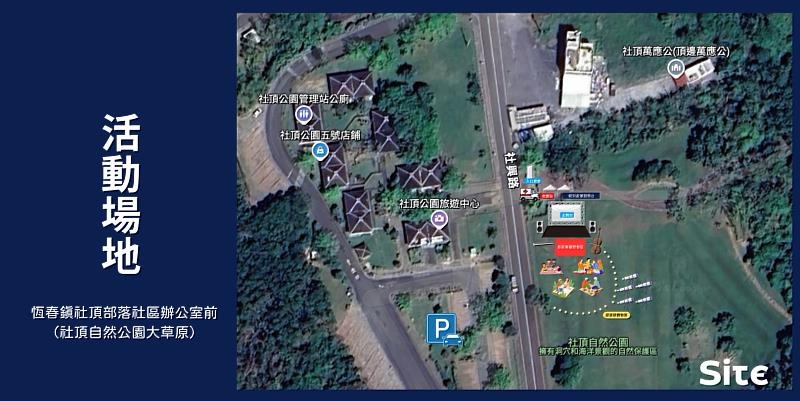 活動場地
恆春鎮社頂部落社區辦公室前
（社頂自然公園大草原）
社頂萬應公(頂邊萬應公)
社頂公園管理站公廁
社頂公園五號店鋪
社興路
社頂公園旅遊中心
P
社頂自然公園
擁有洞穴和海洋景觀的自然保護區
Site